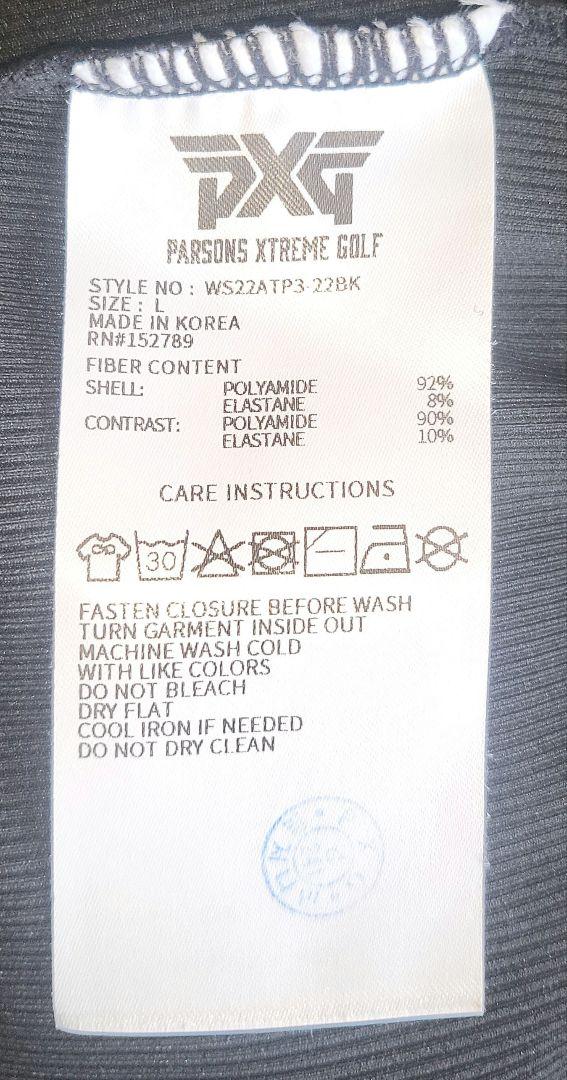 PXG
PARSONS XTREME GOLF
STYLE NO : WS22ATP3-22BK
SIZE : L
MADE IN KOREA
RN#152789
FIBER CONTENT
SHELL: POLYAMIDE 92%
ELASTANE 8%
CONTRAST: POLYAMIDE 90%
ELASTANE 10%
CARE INSTRUCTIONS
30
FASTEN CLOSURE BEFORE WASH
TURN GARMENT INSIDE OUT
MACHINE WASH COLD
WITH LIKE COLORS
DO NOT BLEACH
DRY FLAT
COOL IRON IF NEEDED
DO NOT DRY CLEAN